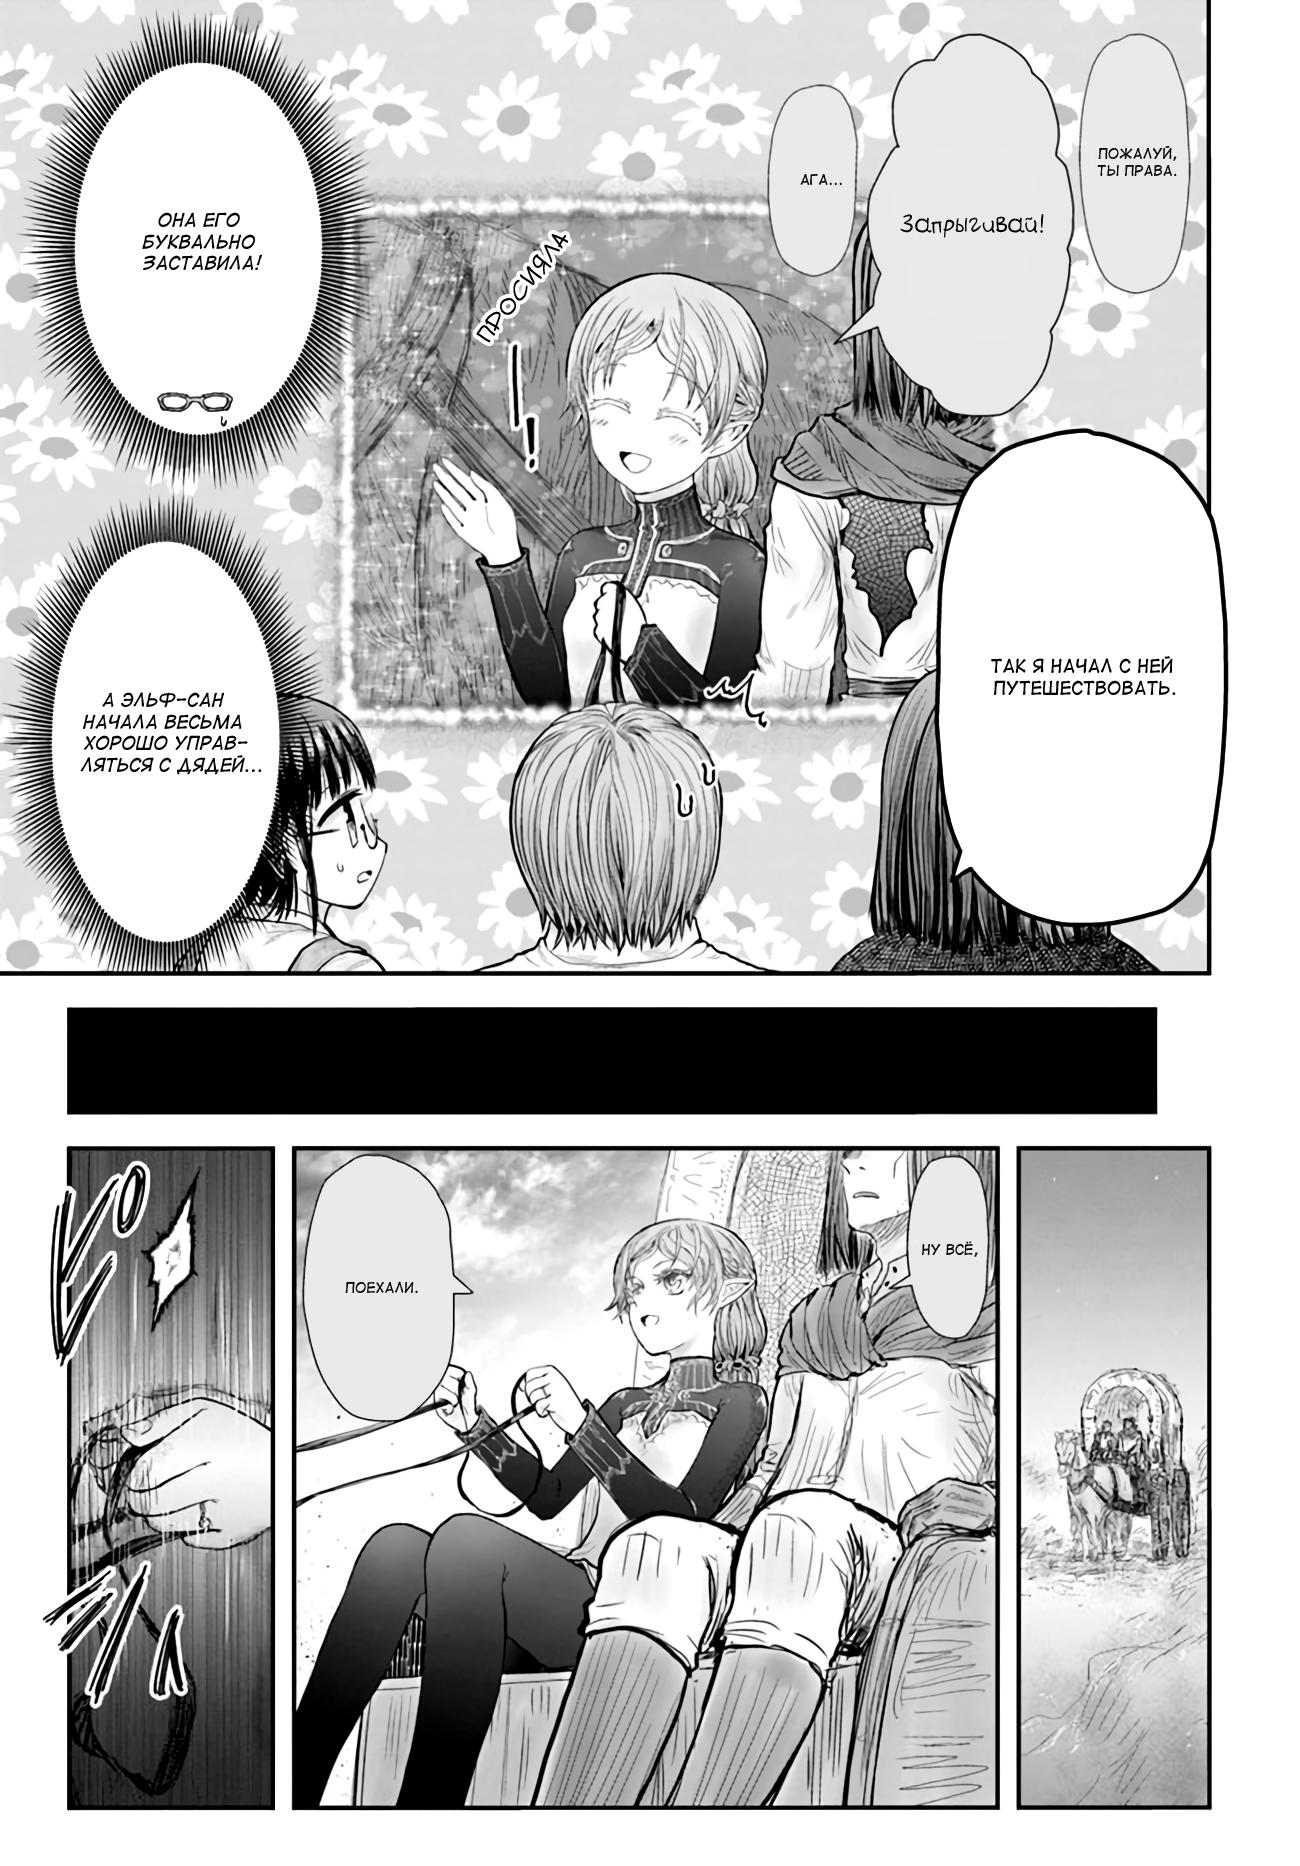 ПОЖАЛУЙ,
ТЫ ПРАВА.
Запрыгивай!
АГА...
ПРОСИЯЛА
ТАК Я НАЧАЛ С НЕЙ
ПУТЕШЕСТВОВАТЬ.
ОНА ЕГО
БУКВАЛЬНО
ЗАСТАВИЛА!
А ЭЛЬФ-САН
НАЧАЛА ВЕСЬМА
ХОРОШО УПРАВ-
ЛЯТЬСЯ С ДЯДЕЙ...
НУ ВСЁ,
ПОЕХАЛИ.